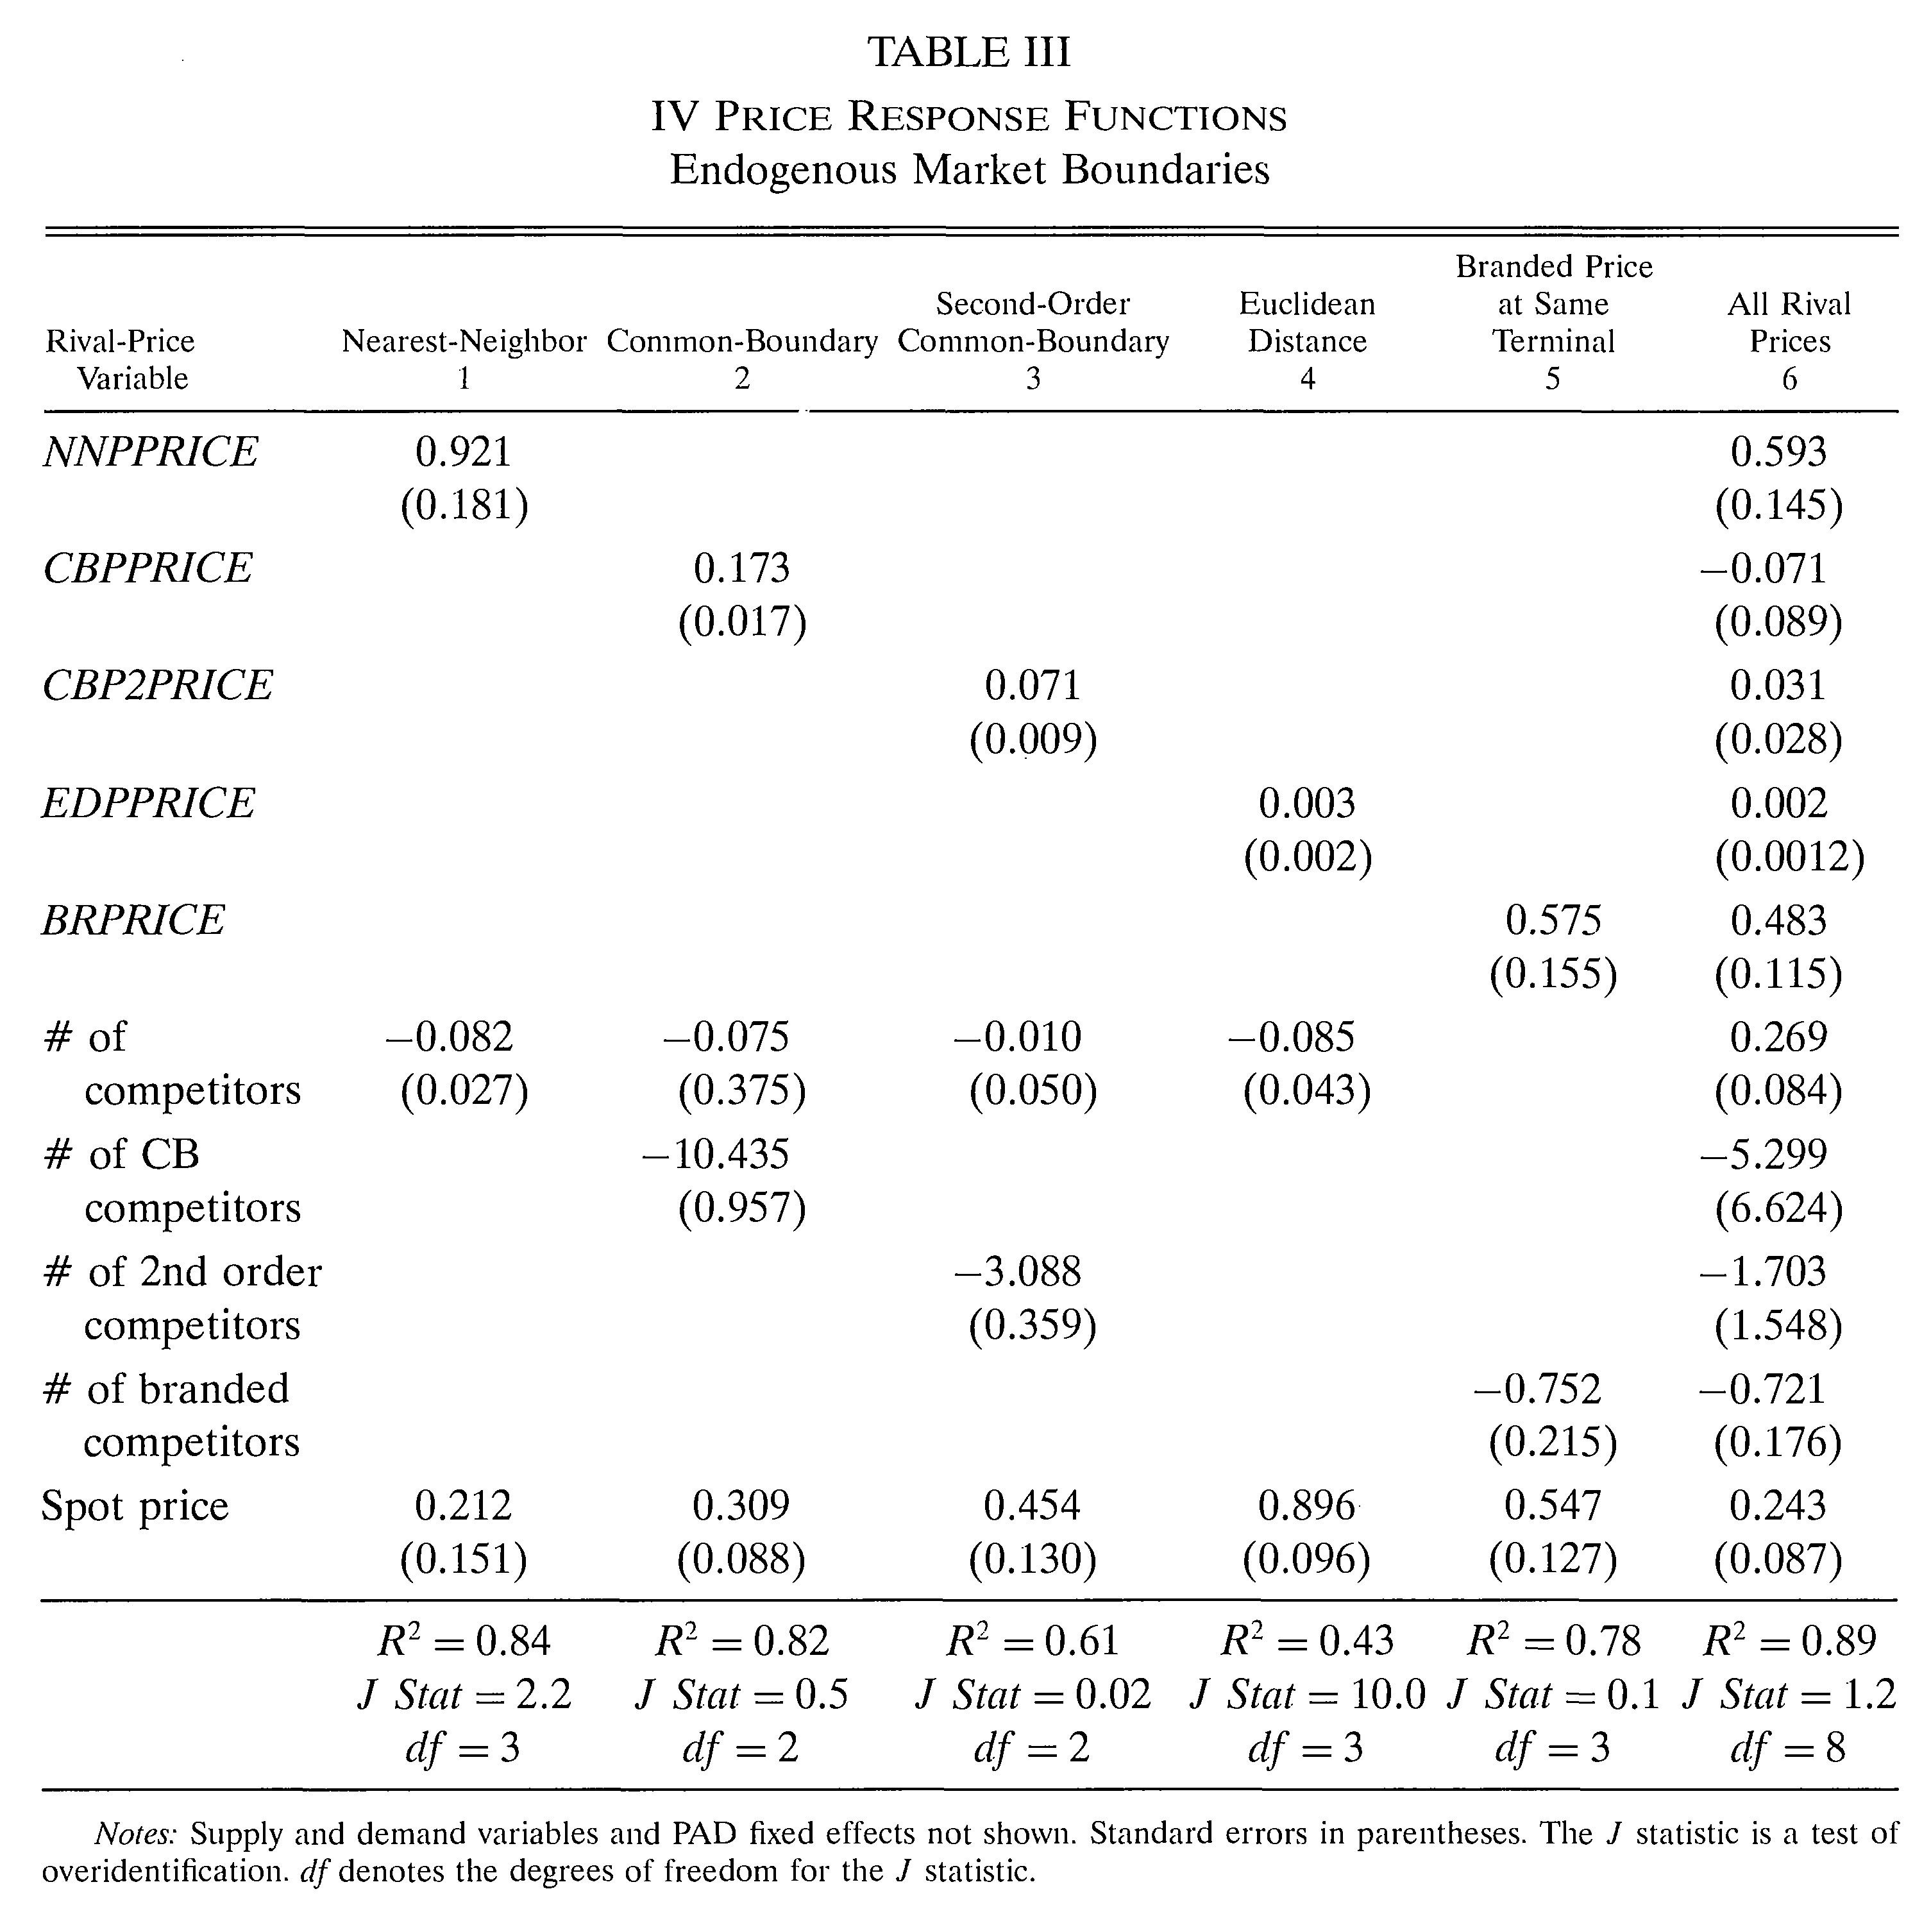 TABLE III
IV PRICE RESPONSE FUNCTIONS
Endogenous Market Boundaries
Branded Price
Second-Order Euclidean at Same All Rival
Rival-Price Nearest-Neighbor Common-Boundary Common-Boundary Distance Terminal Prices
Variable 1 2 3 4 5 6
NNPPRICE 0.921 0.593
(0.181) (0.145)
CBPPRICE 0.173 −0.071
(0.017) (0.089)
CBP2PRICE 0.071 0.031
(0.009) (0.028)
EDPPRICE 0.003 0.002
(0.002) (0.0012)
BRPRICE 0.575 0.483
(0.155) (0.115)
# of −0.082 −0.075 −0.010 −0.085 0.269
competitors (0.027) (0.375) (0.050) (0.043) (0.084)
# of CB −10.435 −5.299
competitors (0.957) (6.624)
# of 2nd order −3.088 −1.703
competitors (0.359) (1.548)
# of branded −0.752 −0.721
competitors (0.215) (0.176)
Spot price 0.212 0.309 0.454 0.896 0.547 0.243
(0.151) (0.088) (0.130) (0.096) (0.127) (0.087)
R² = 0.84 R² = 0.82 R² = 0.61 R² = 0.43 R² = 0.78 R² = 0.89
J Stat = 2.2 J Stat = 0.5 J Stat = 0.02 J Stat = 10.0 J Stat = 0.1 J Stat = 1.2
df = 3 df = 2 df = 2 df = 3 df = 3 df = 8
Notes: Supply and demand variables and PAD fixed effects not shown. Standard errors in parentheses. The J statistic is a test of
overidentification. df denotes the degrees of freedom for the J statistic.